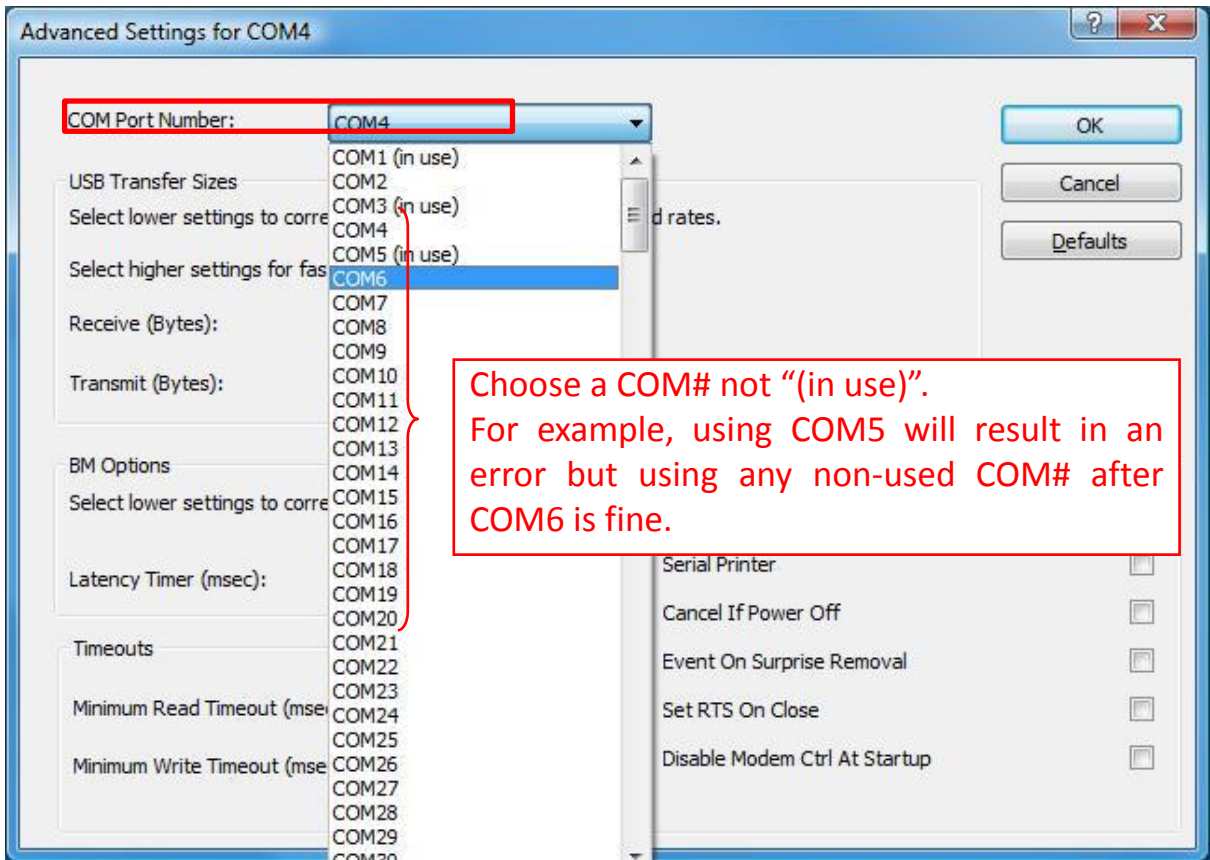 Advanced Settings for COM4
COM Port Number:
COM4
OK
Cancel
Defaults
COM1 (in use)
COM2
COM3 (in use)
COM4
COM5 (in use)
COM6
COM7
COM8
COM9
COM10
COM11
COM12
COM13
COM14
COM15
COM16
COM17
COM18
COM19
COM20
COM21
COM22
COM23
COM24
COM25
COM26
COM27
COM28
COM29
USB Transfer Sizes
Select lower settings to corre
d rates.
Select higher settings for fas
Receive (Bytes):
Transmit (Bytes):
Choose a COM# not “(in use)”.
For example, using COM5 will result in an
error but using any non-used COM# after
COM6 is fine.
BM Options
Select lower settings to corre
Latency Timer (msec):
Timeouts
Minimum Read Timeout (mse
Minimum Write Timeout (mse
Serial Printer
Cancel If Power Off
Event On Surprise Removal
Set RTS On Close
Disable Modem Ctrl At Startup